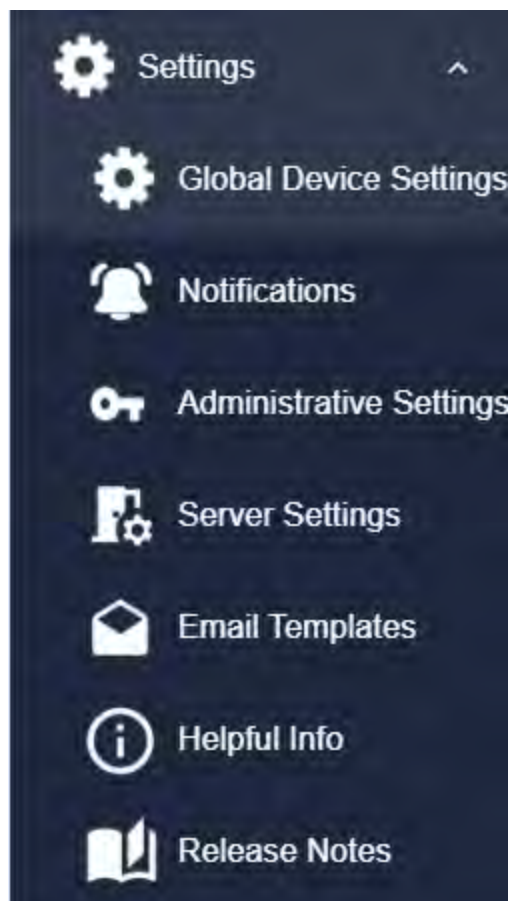 Settings
Global Device Settings
Notifications
Administrative Settings
Server Settings
Email Templates
Helpful Info
Release Notes